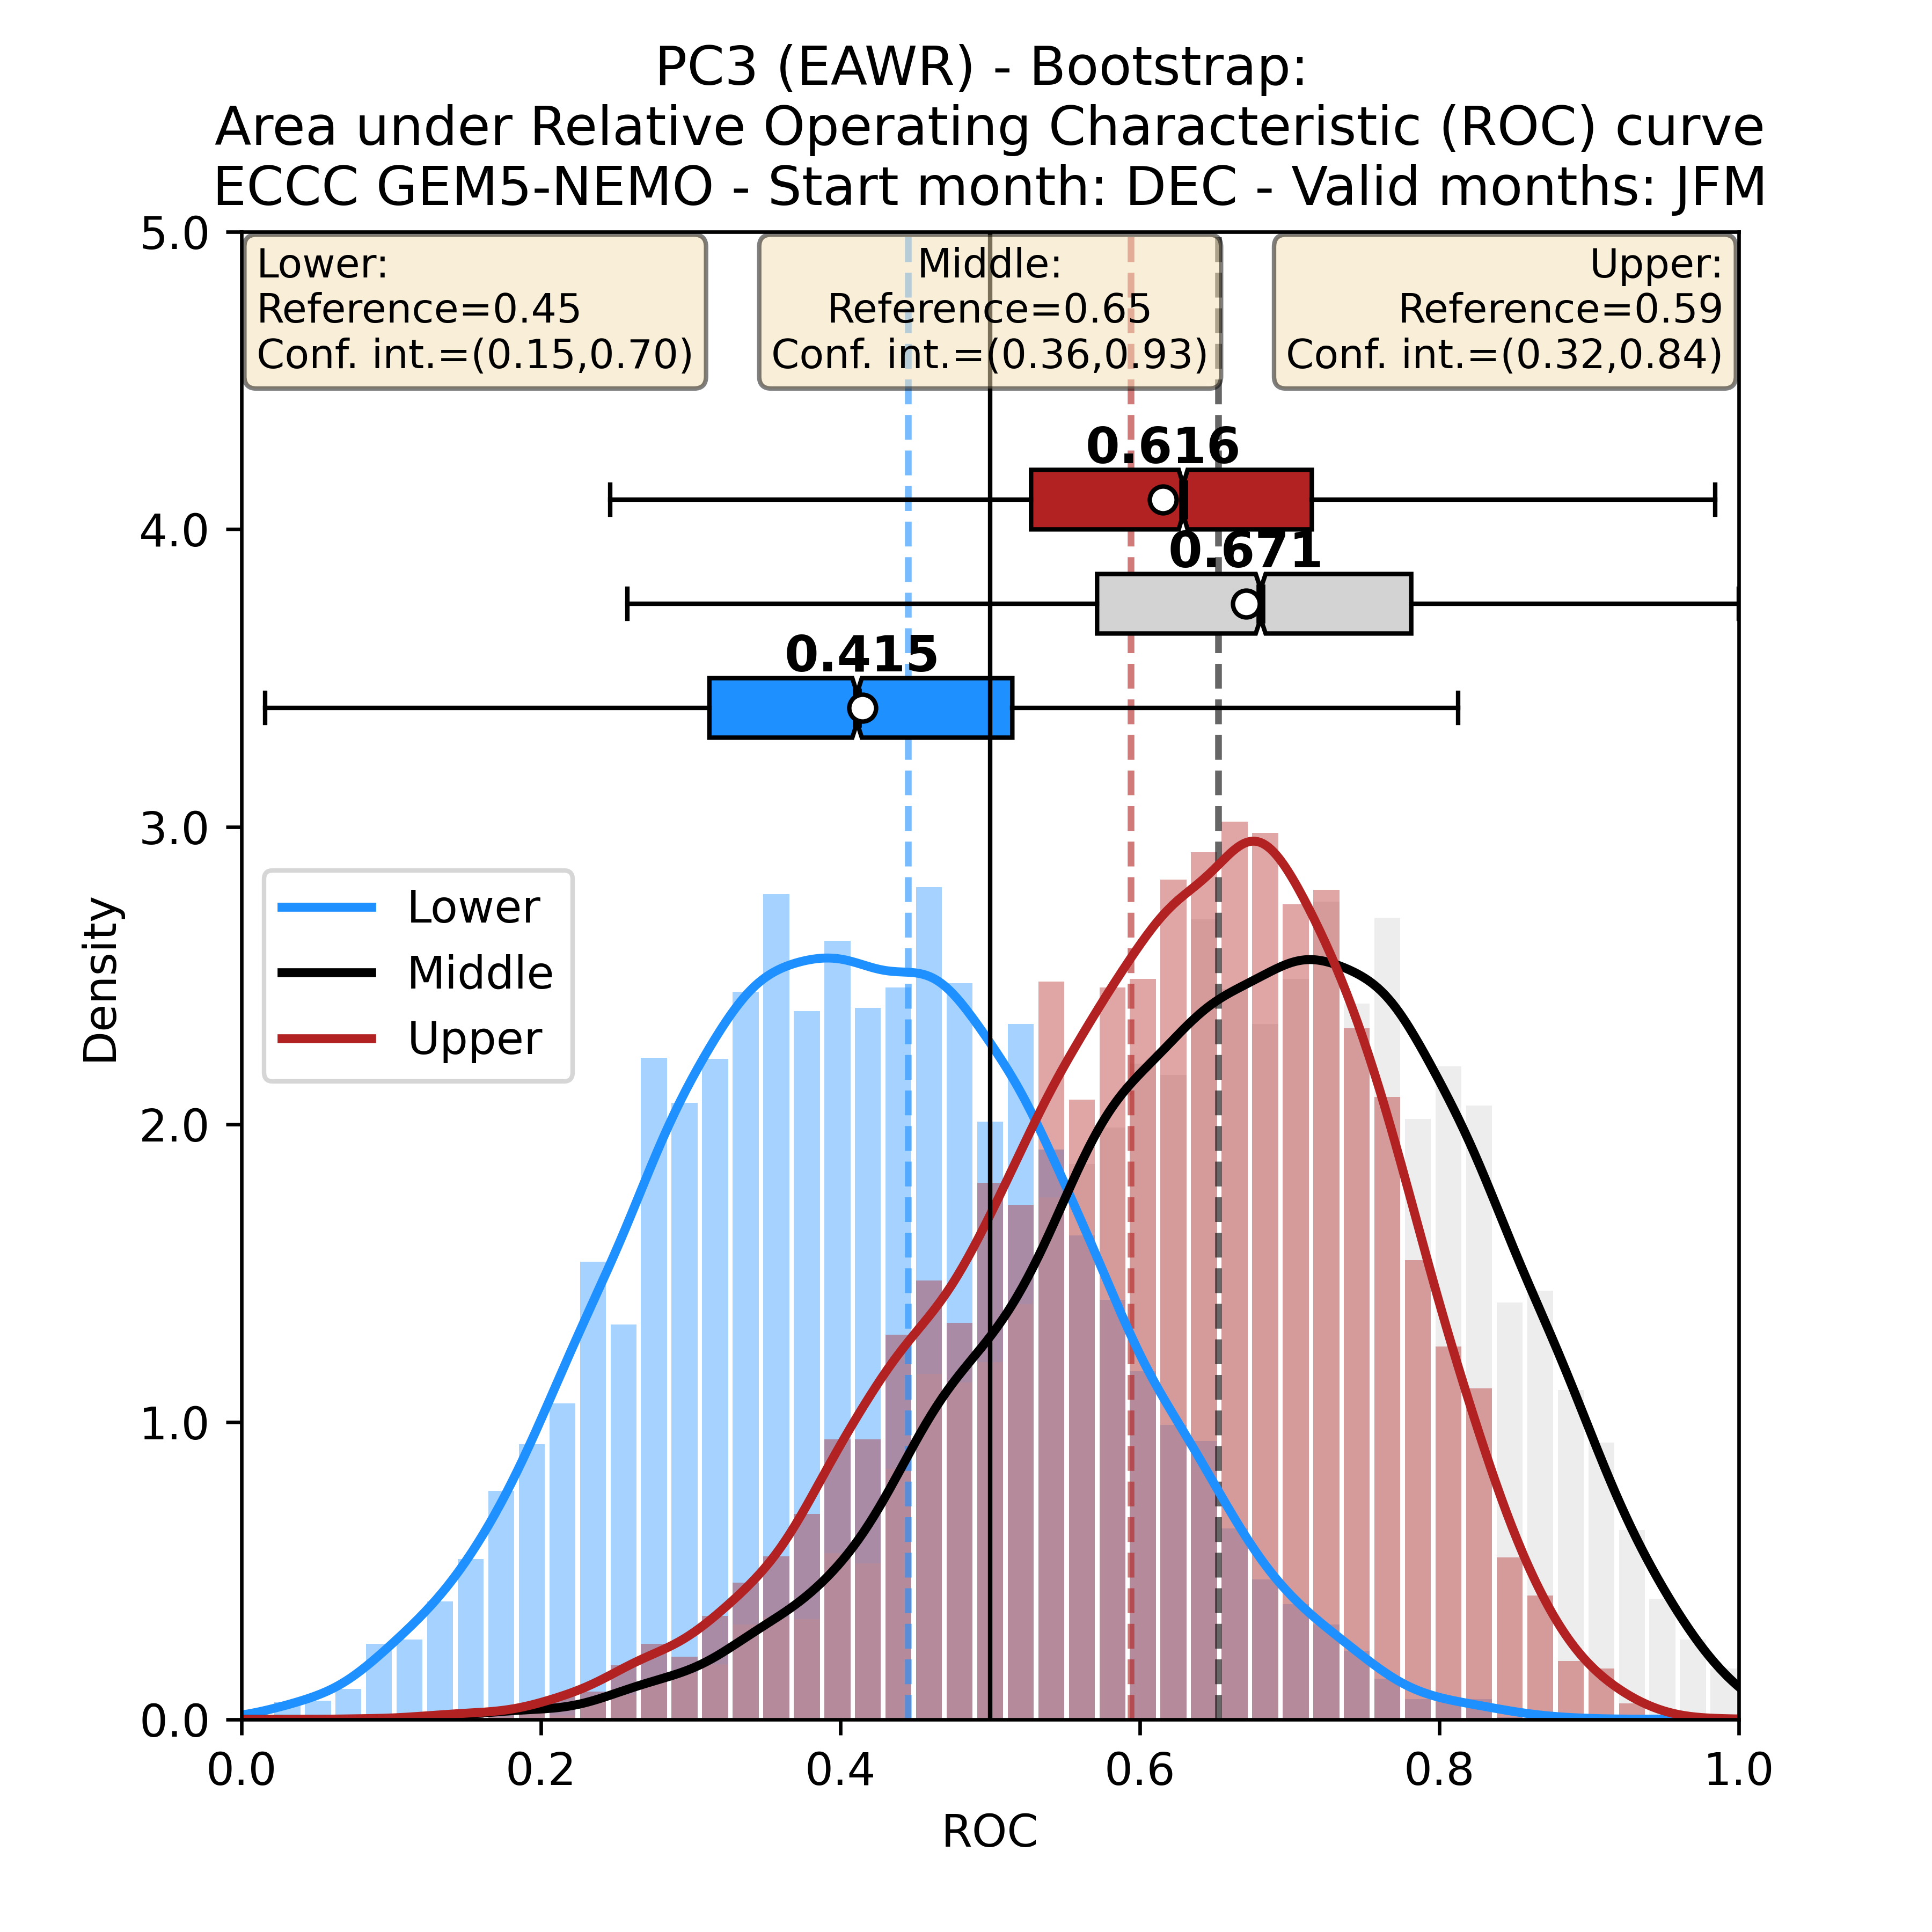 PC3 (EAWR) - Bootstrap:
Area under Relative Operating Characteristic (ROC) curve
ECCC GEM5-NEMO - Start month: DEC - Valid months: JFM
Lower:
Reference=0.45
Conf. int.=(0.15,0.70)
Middle:
Reference=0.65
Conf. int.=(0.36,0.93)
Upper:
Reference=0.59
Conf. int.=(0.32,0.84)
0.616
0.671
0.415
Lower
Middle
Upper
Density
5.0
4.0
3.0
2.0
1.0
0.0
0.0 0.2 0.4 0.6 0.8 1.0
ROC